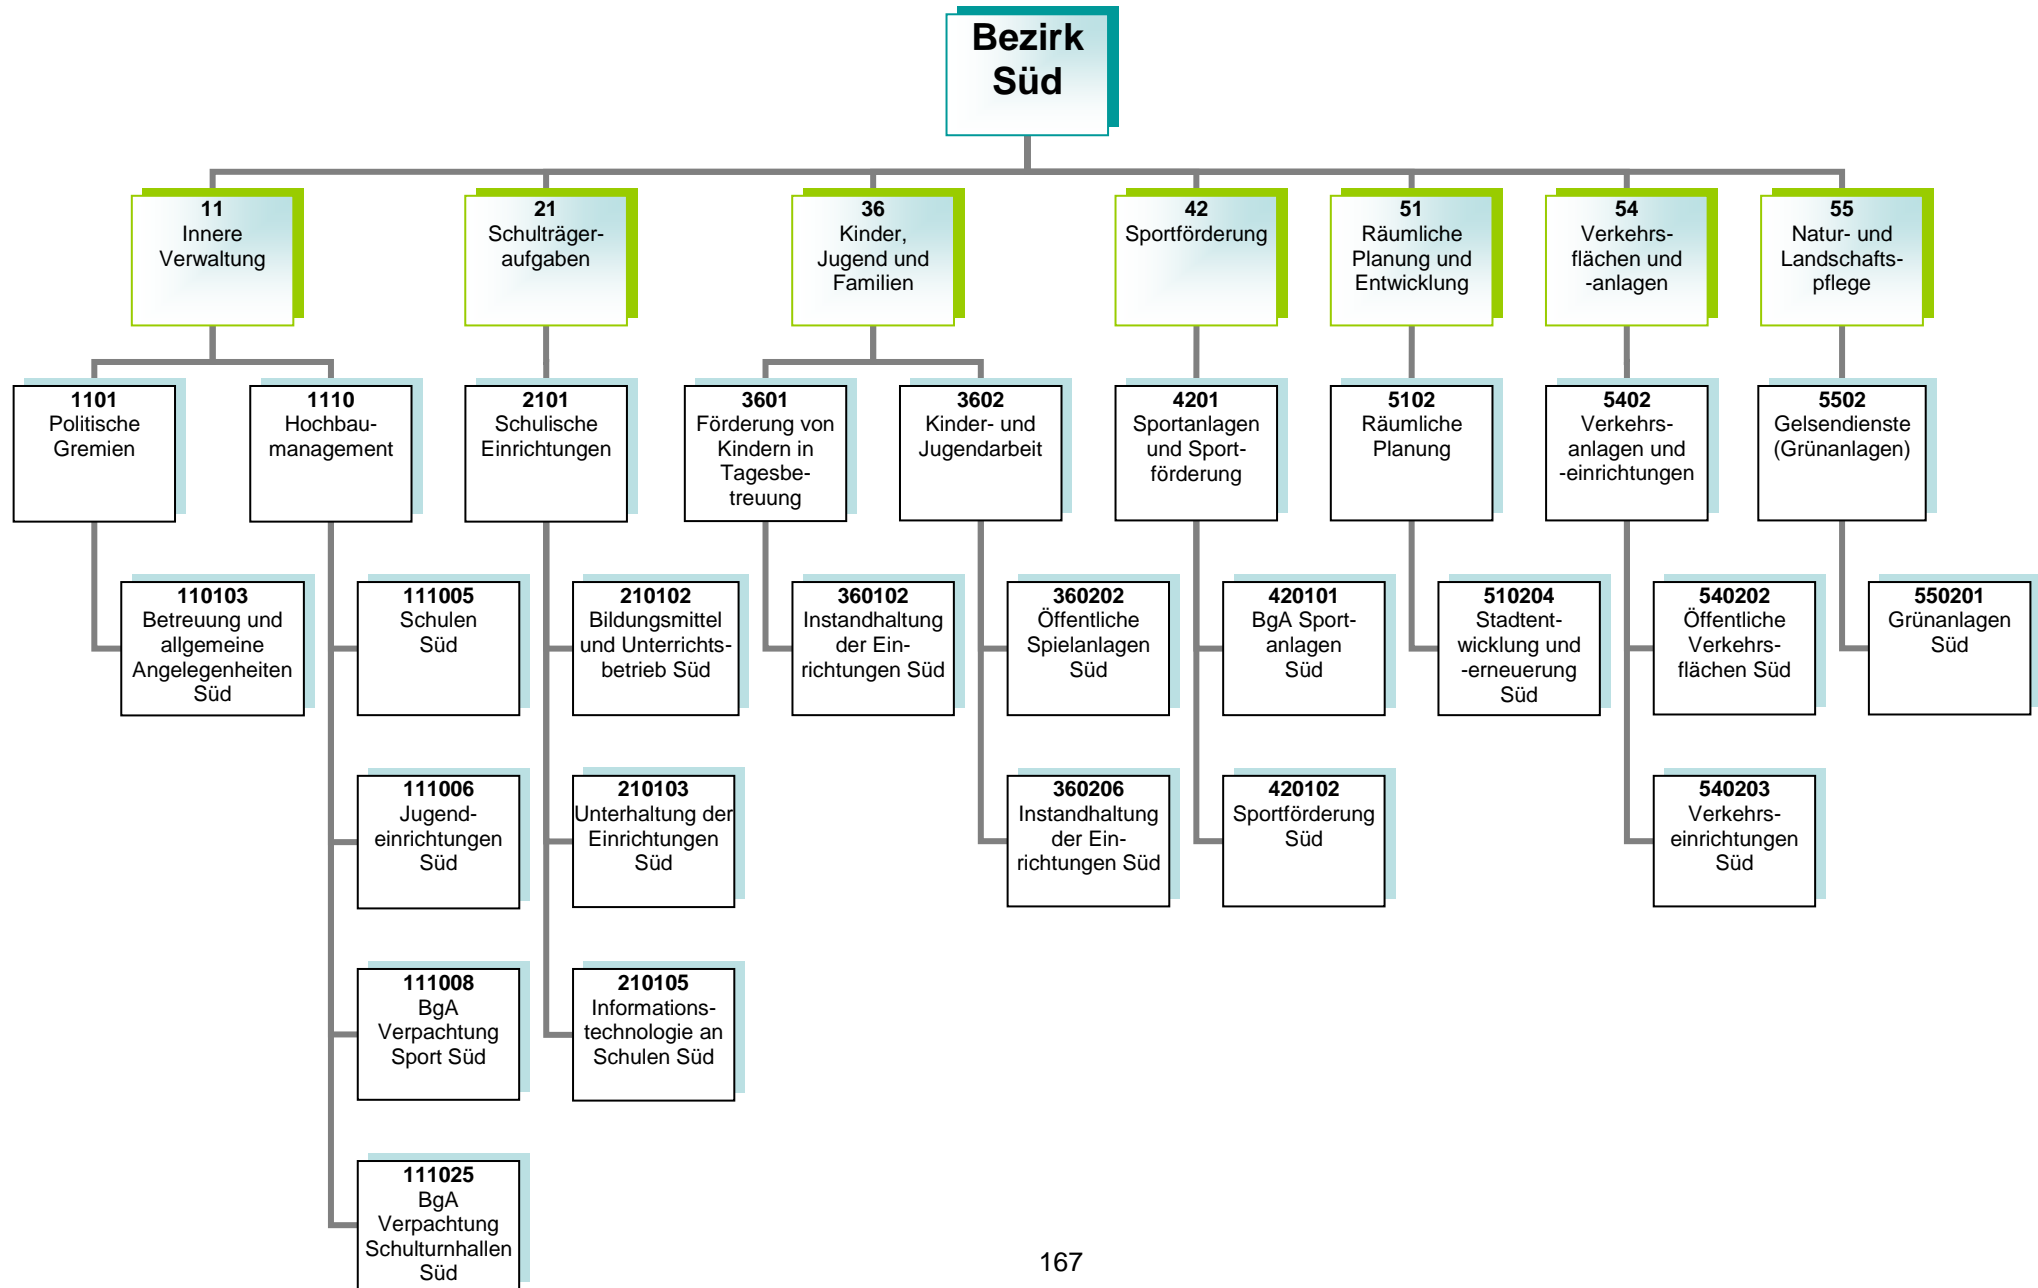 Bezirk
Süd
11
Innere
Verwaltung
21
Schulträger-
aufgaben
36
Kinder,
Jugend und
Familien
42
Sportförderung
51
Räumliche
Planung und
Entwicklung
54
Verkehrs-
flächen und
-anlagen
55
Natur- und
Landschafts-
pflege
1101
Politische
Gremien
1110
Hochbau-
management
2101
Schulische
Einrichtungen
3601
Förderung von
Kindern in
Tagesbe-
treuung
3602
Kinder- und
Jugendarbeit
4201
Sportanlagen
und Sport-
förderung
5102
Räumliche
Planung
5402
Verkehrs-
anlagen und
-einrichtungen
5502
Gelsendienste
(Grünanlagen)
110103
Betreuung und
allgemeine
Angelegenheiten
Süd
111005
Schulen
Süd
210102
Bildungsmittel
und Unterrichts-
betrieb Süd
360102
Instandhaltung
der Ein-
richtungen Süd
360202
Öffentliche
Spielanlagen
Süd
420101
BgA Sport-
anlagen
Süd
510204
Stadtent-
wicklung und
-erneuerung
Süd
540202
Öffentliche
Verkehrs-
flächen Süd
550201
Grünanlagen
Süd
111006
Jugend-
einrichtungen
Süd
210103
Unterhaltung der
Einrichtungen
Süd
360206
Instandhaltung
der Ein-
richtungen Süd
420102
Sportförderung
Süd
540203
Verkehrs-
einrichtungen
Süd
111008
BgA
Verpachtung
Sport Süd
210105
Informations-
technologie an
Schulen Süd
111025
BgA
Verpachtung
Schulturnhallen
Süd
167